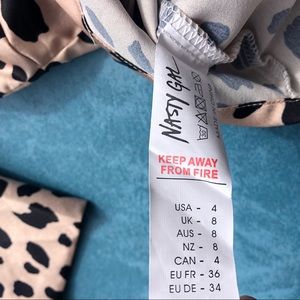 NASTY GAL
KEEP AWAY
FROM FIRE
USA - 4
UK - 8
AUS - 8
NZ - 8
CAN - 4
EU FR - 36
EU DE - 34